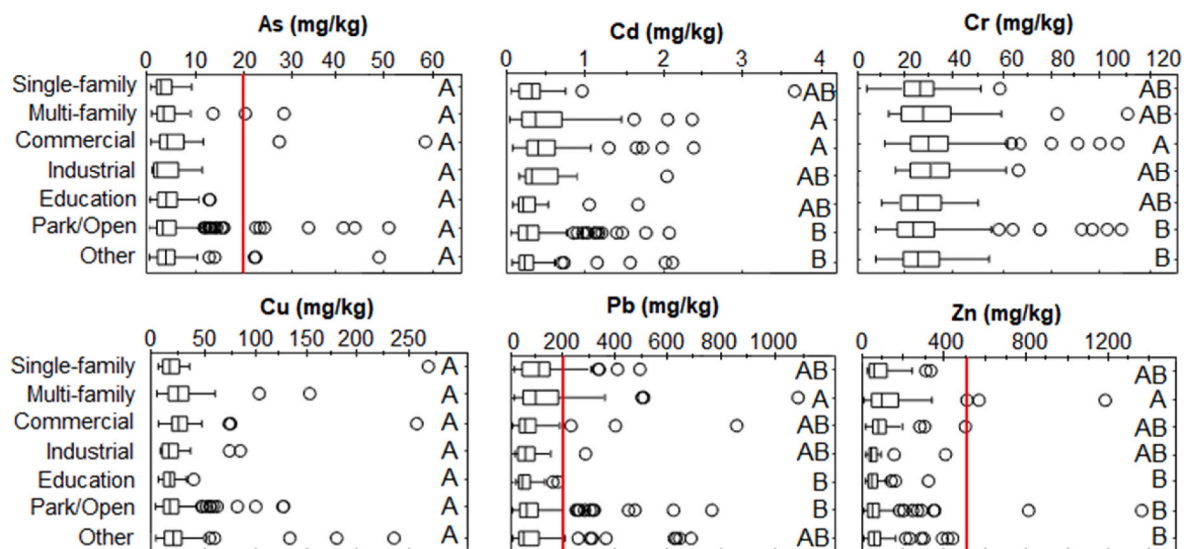 As (mg/kg)
Cd (mg/kg)
Cr (mg/kg)
0 10 20 30 40 50 60
0 1 2 3 4
0 20 40 60 80 100 120
Single-family A AB AB
Multi-family A A AB
Commercial A A A
Industrial A AB AB
Education A AB AB
Park/Open A B B
Other A B B
Cu (mg/kg)
Pb (mg/kg)
Zn (mg/kg)
0 50 100 150 200 250
0 200 400 600 800 1000
0 400 800 1200
Single-family A AB AB
Multi-family A A A
Commercial A AB AB
Industrial A AB AB
Education A B B
Park/Open A B B
Other A AB B